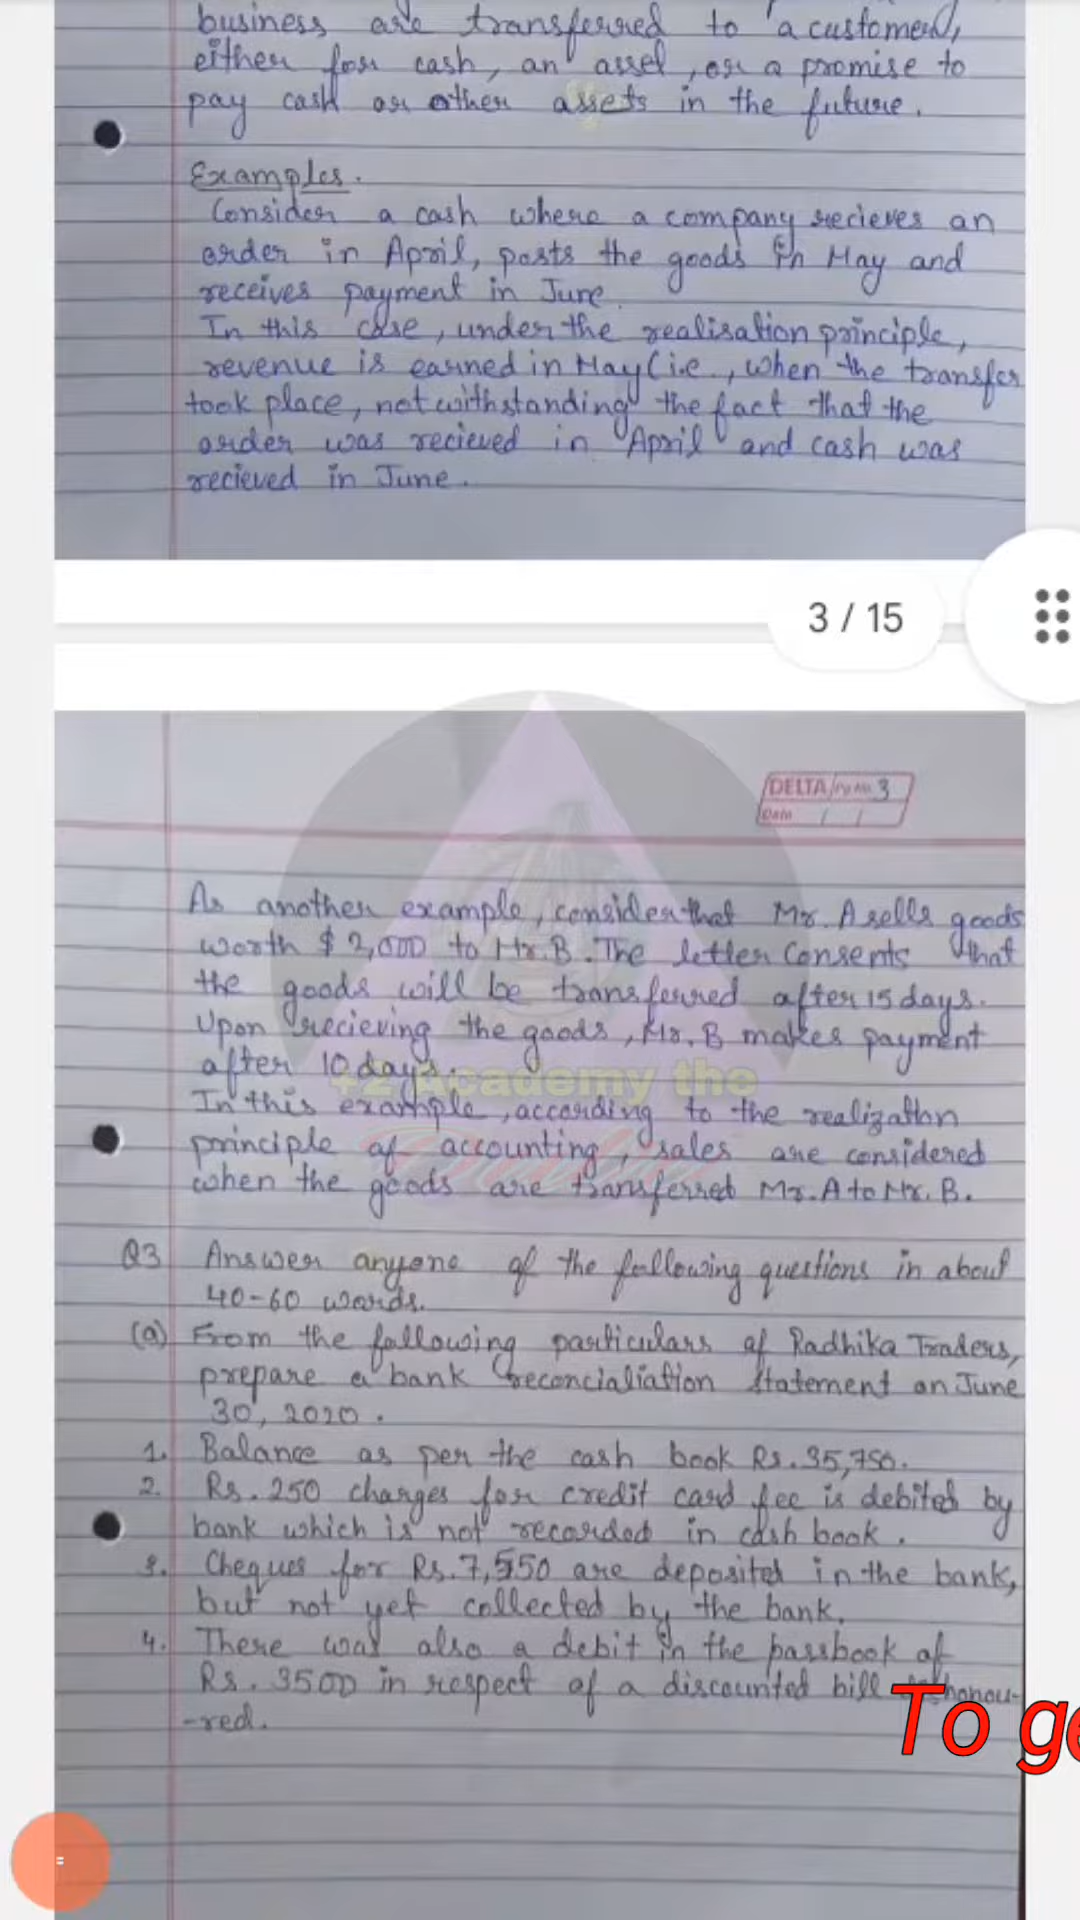 business are transferred to a customer,
either for cash, an asset, or a promise to
pay cash or other assets in the future.
Examples.
Consider a cash where a company recieves an
order in April, posts the goods in May and
receives payment in June.
In this case, under the realisation principle,
revenue is earned in May (i.e., when the transfer
took place, notwithstanding the fact that the
order was recieved in April and cash was
recieved in June.
3 / 15
DELTA Pg No. 3
Date / /
As another example, consider that Mr. A sells goods
worth $ 2,000 to Mr. B. The letter consents that
the goods will be transferred after 15 days.
Upon recieving the goods, Mr. B makes payment
after 10 days.
+2 Academy the
In this example, according to the realization
principle of accounting, sales are considered
when the goods are transferred Mr. A to Mr. B.
Q3 Answer anyone of the following questions in about
40-60 words.
(a) From the following particulars of Radhika Traders,
prepare a bank reconcialiation statement on June
30, 2020.
1. Balance as per the cash book Rs. 35,750.
2. Rs. 250 charges for credit card fee is debited by
bank which is not recorded in cash book.
3. Cheques for Rs. 7,550 are deposited in the bank,
but not yet collected by the bank.
4. There was also a debit in the passbook of
Rs. 3500 in respect of a discounted bill
-red.
To ge